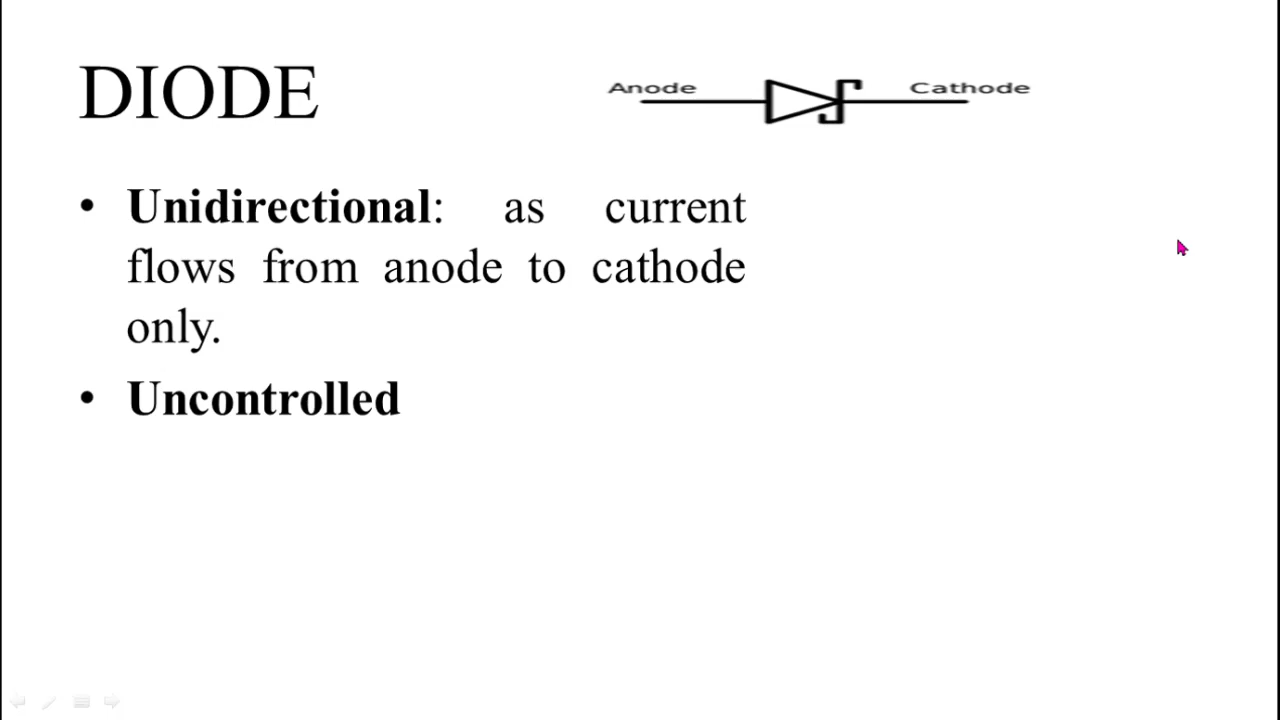 DIODE
Anode
Cathode
• Unidirectional: as current
flows from anode to cathode
only.
• Uncontrolled